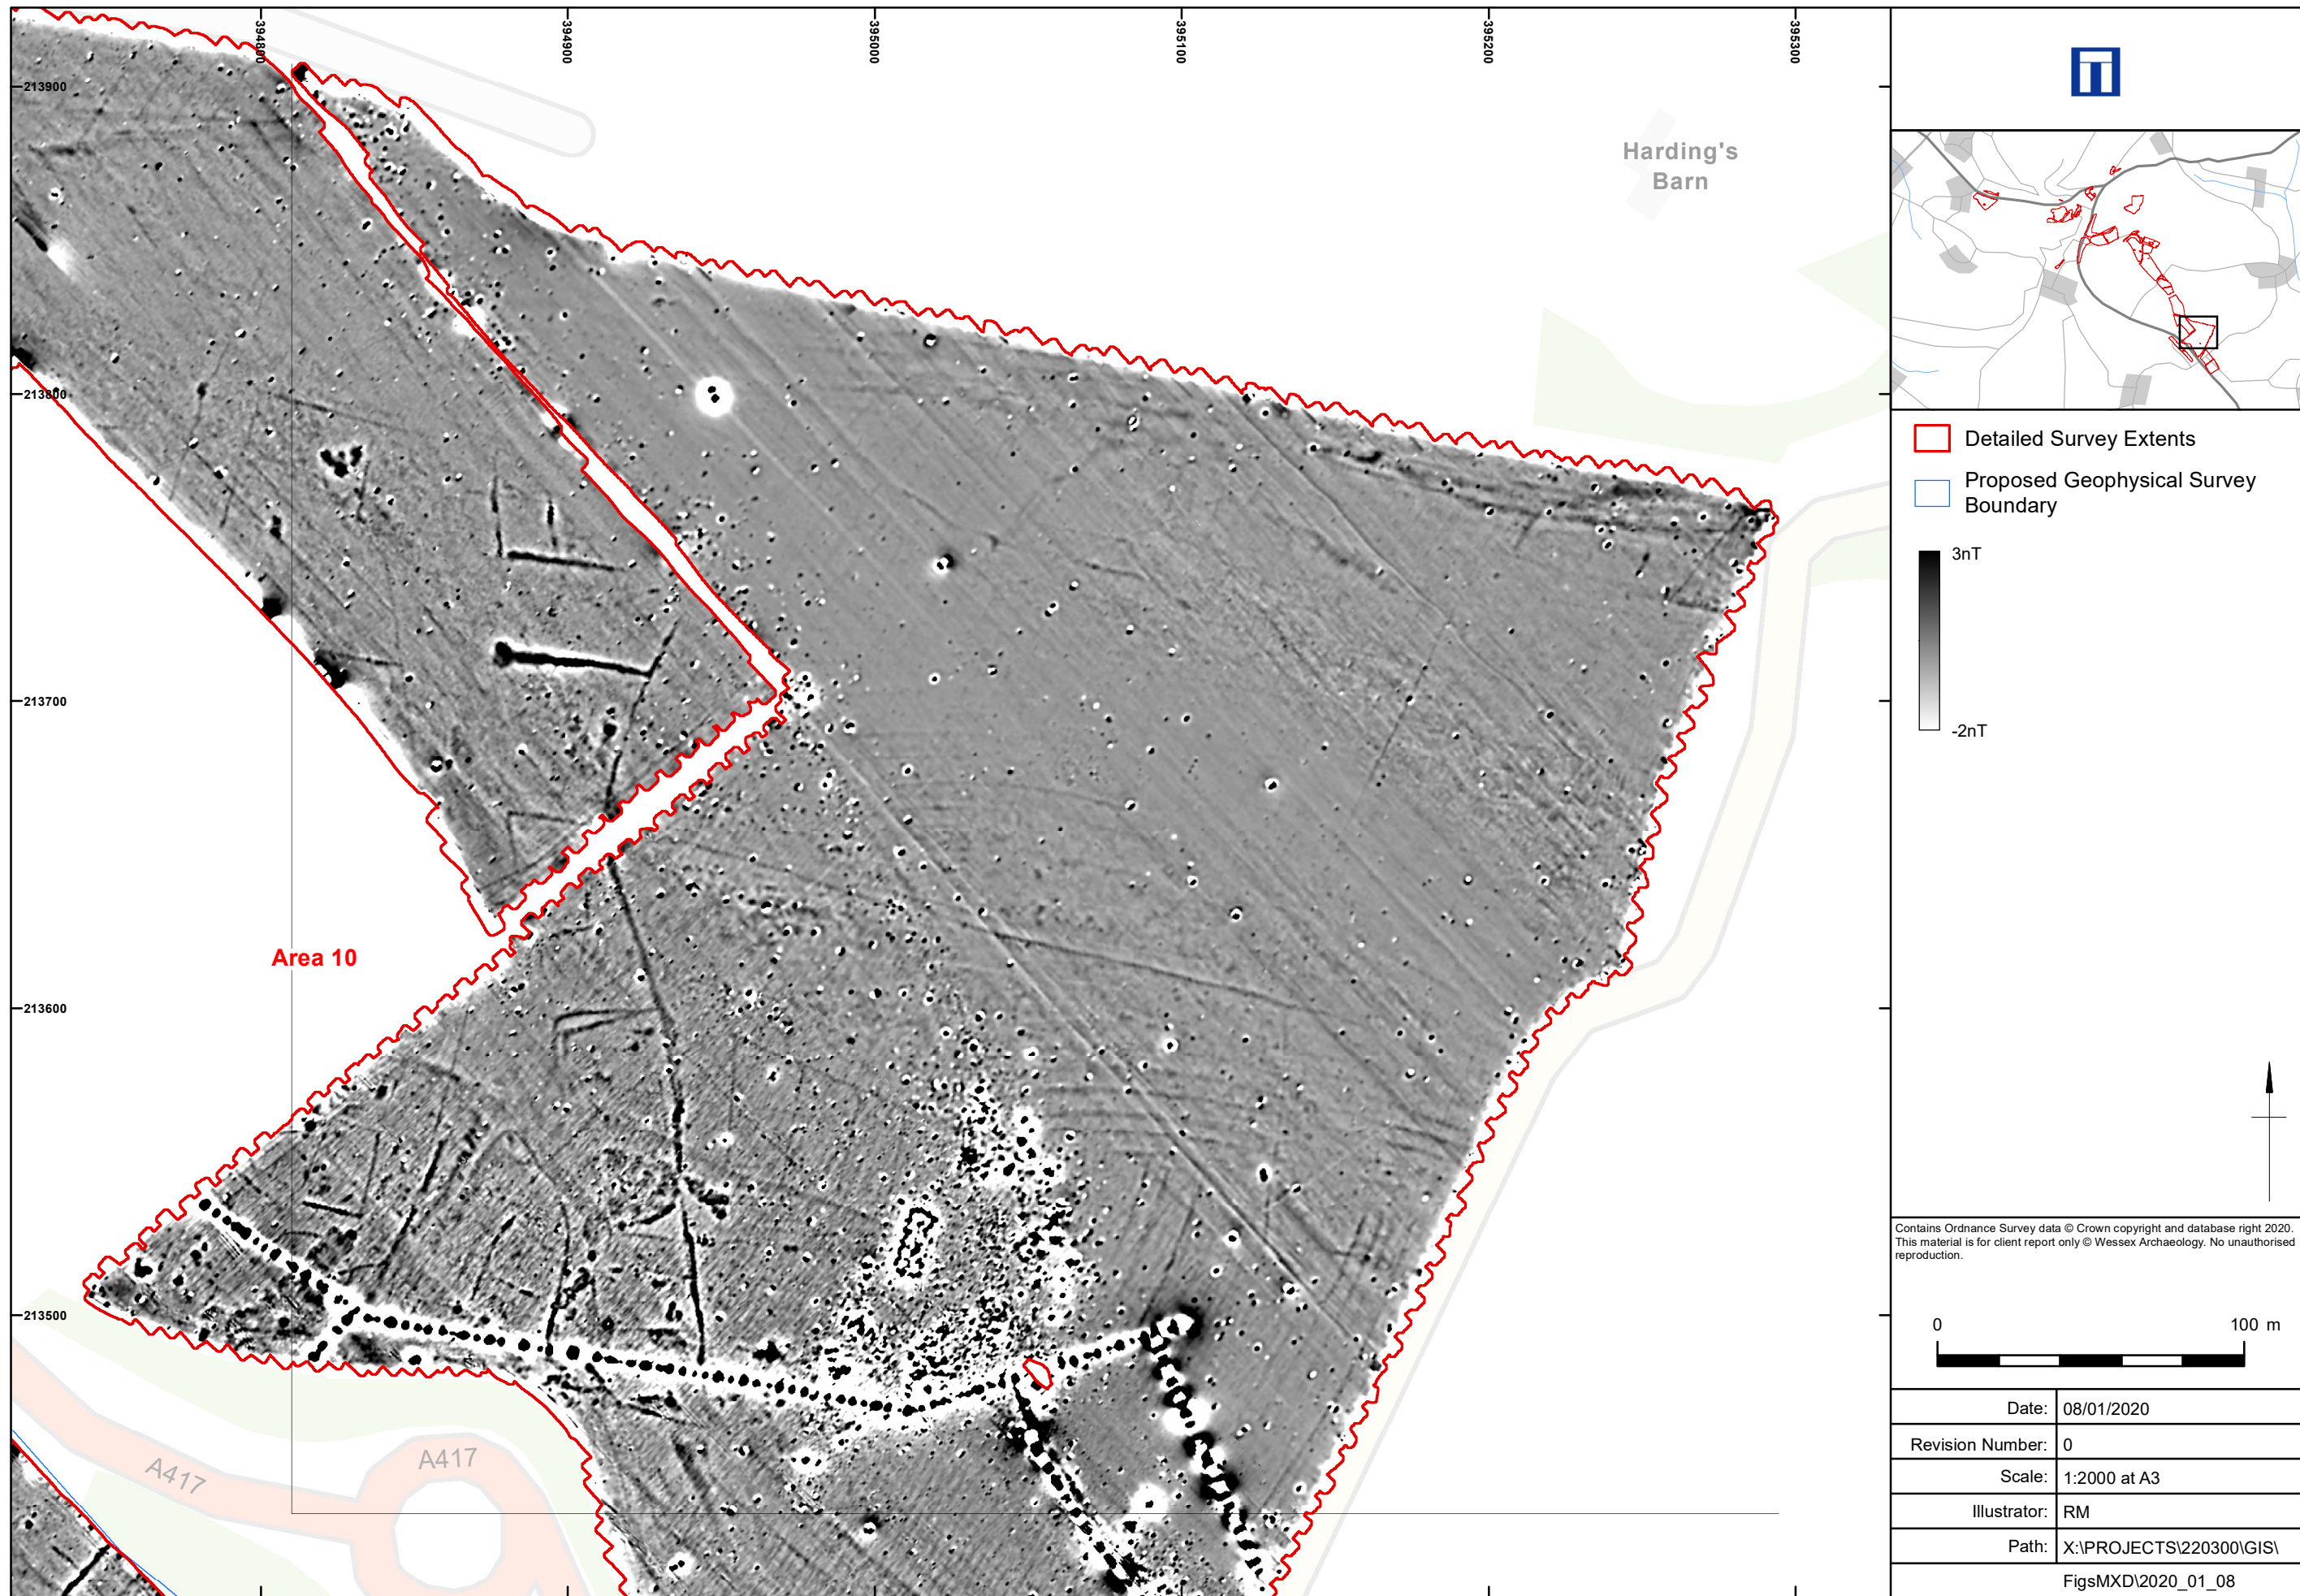 394800
394900
395000
395100
395200
395300
213900
213800
213700
213600
213500
Harding's
Barn
Area 10
A417
A417
Detailed Survey Extents
Proposed Geophysical Survey
Boundary
3nT
-2nT
Contains Ordnance Survey data © Crown copyright and database right 2020.
This material is for client report only © Wessex Archaeology. No unauthorised
reproduction.
0 100 m
Date: 08/01/2020
Revision Number: 0
Scale: 1:2000 at A3
Illustrator: RM
Path: X:\PROJECTS\220300\GIS\
FigsMXD\2020_01_08